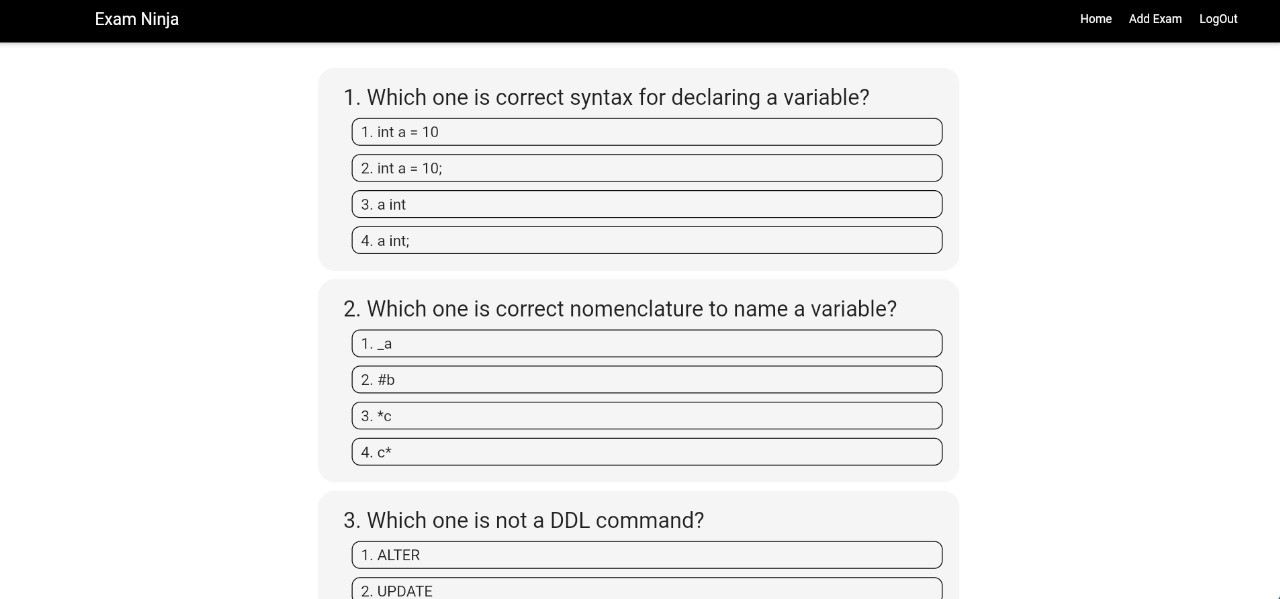 Exam Ninja
Home Add Exam LogOut
1. Which one is correct syntax for declaring a variable?
1. int a = 10
2. int a = 10;
3. a int
4. a int;
2. Which one is correct nomenclature to name a variable?
1. _a
2. #b
3. *c
4. c*
3. Which one is not a DDL command?
1. ALTER
2. UPDATE